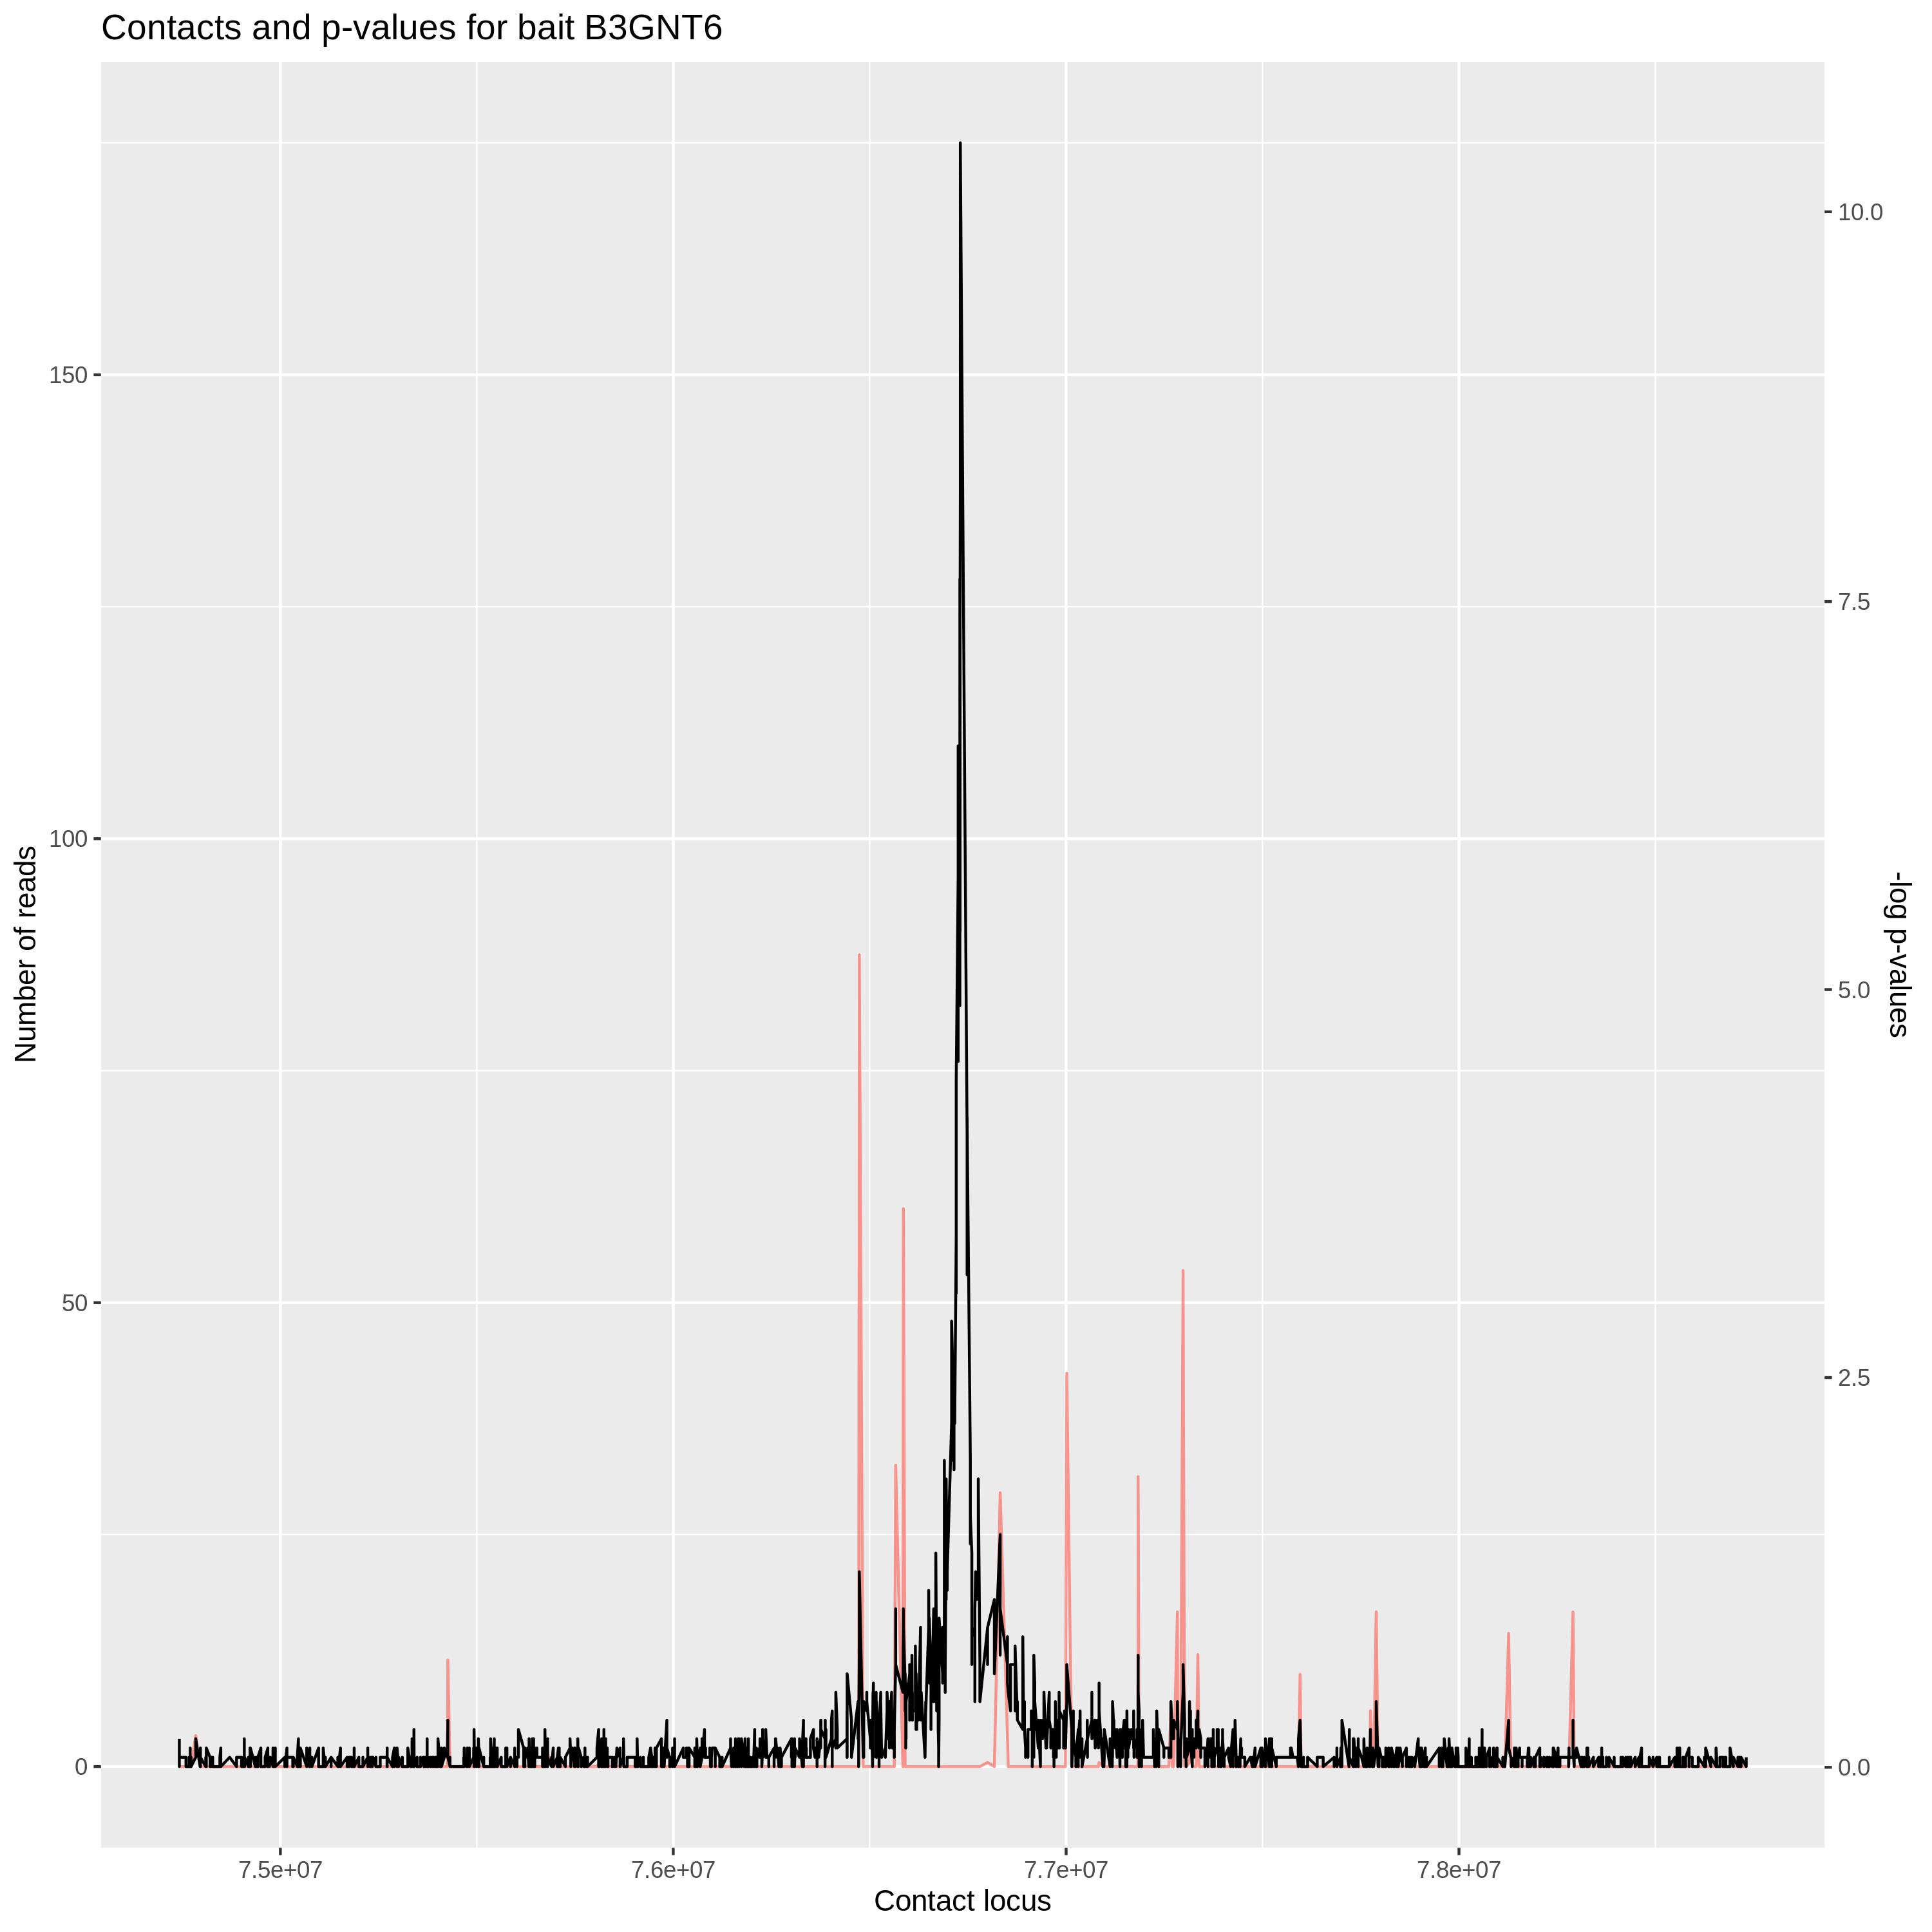 Contacts and p-values for bait B3GNT6
150
100
50
0
Number of reads
10.0
7.5
5.0
2.5
0.0
-log p-values
7.5e+07
7.6e+07
7.7e+07
7.8e+07
Contact locus